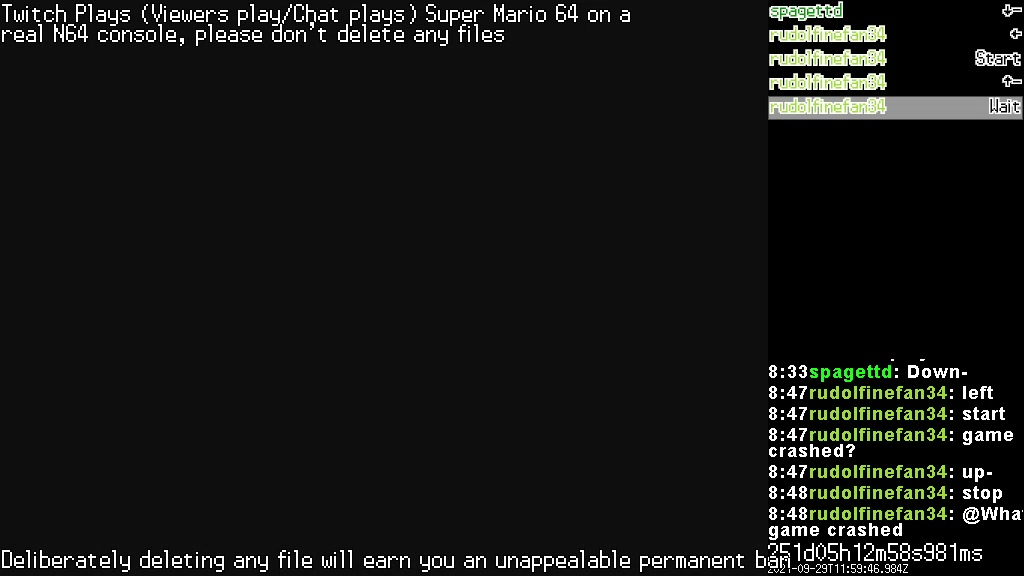 Twitch Plays (Viewers play/Chat plays) Super Mario 64 on a
real N64 console, please don't delete any files
spagettd ↓-
rudolfinefan34 ←
rudolfinefan34 Start
rudolfinefan34 ↑-
rudolfinefan34 Wait
8:33spagettd: Down-
8:47rudolfinefan34: left
8:47rudolfinefan34: start
8:47rudolfinefan34: game
crashed?
8:47rudolfinefan34: up-
8:48rudolfinefan34: stop
8:48rudolfinefan34: @Wha
game crashed
Deliberately deleting any file will earn you an unappealable permanent ban
251d05h12m58s981ms
2021-09-29T11:59:46.984Z